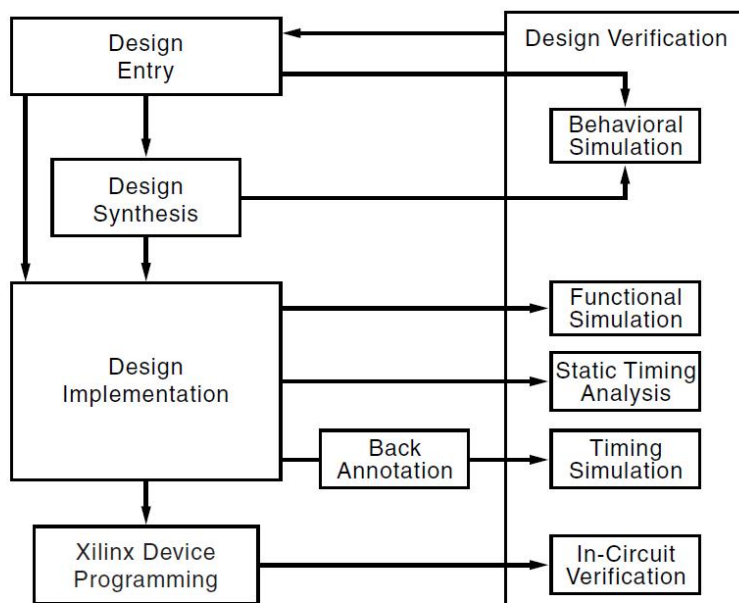 Design
Entry
Design Verification
Behavioral
Simulation
Design
Synthesis
Design
Implementation
Functional
Simulation
Static Timing
Analysis
Back
Annotation
Timing
Simulation
Xilinx Device
Programming
In-Circuit
Verification